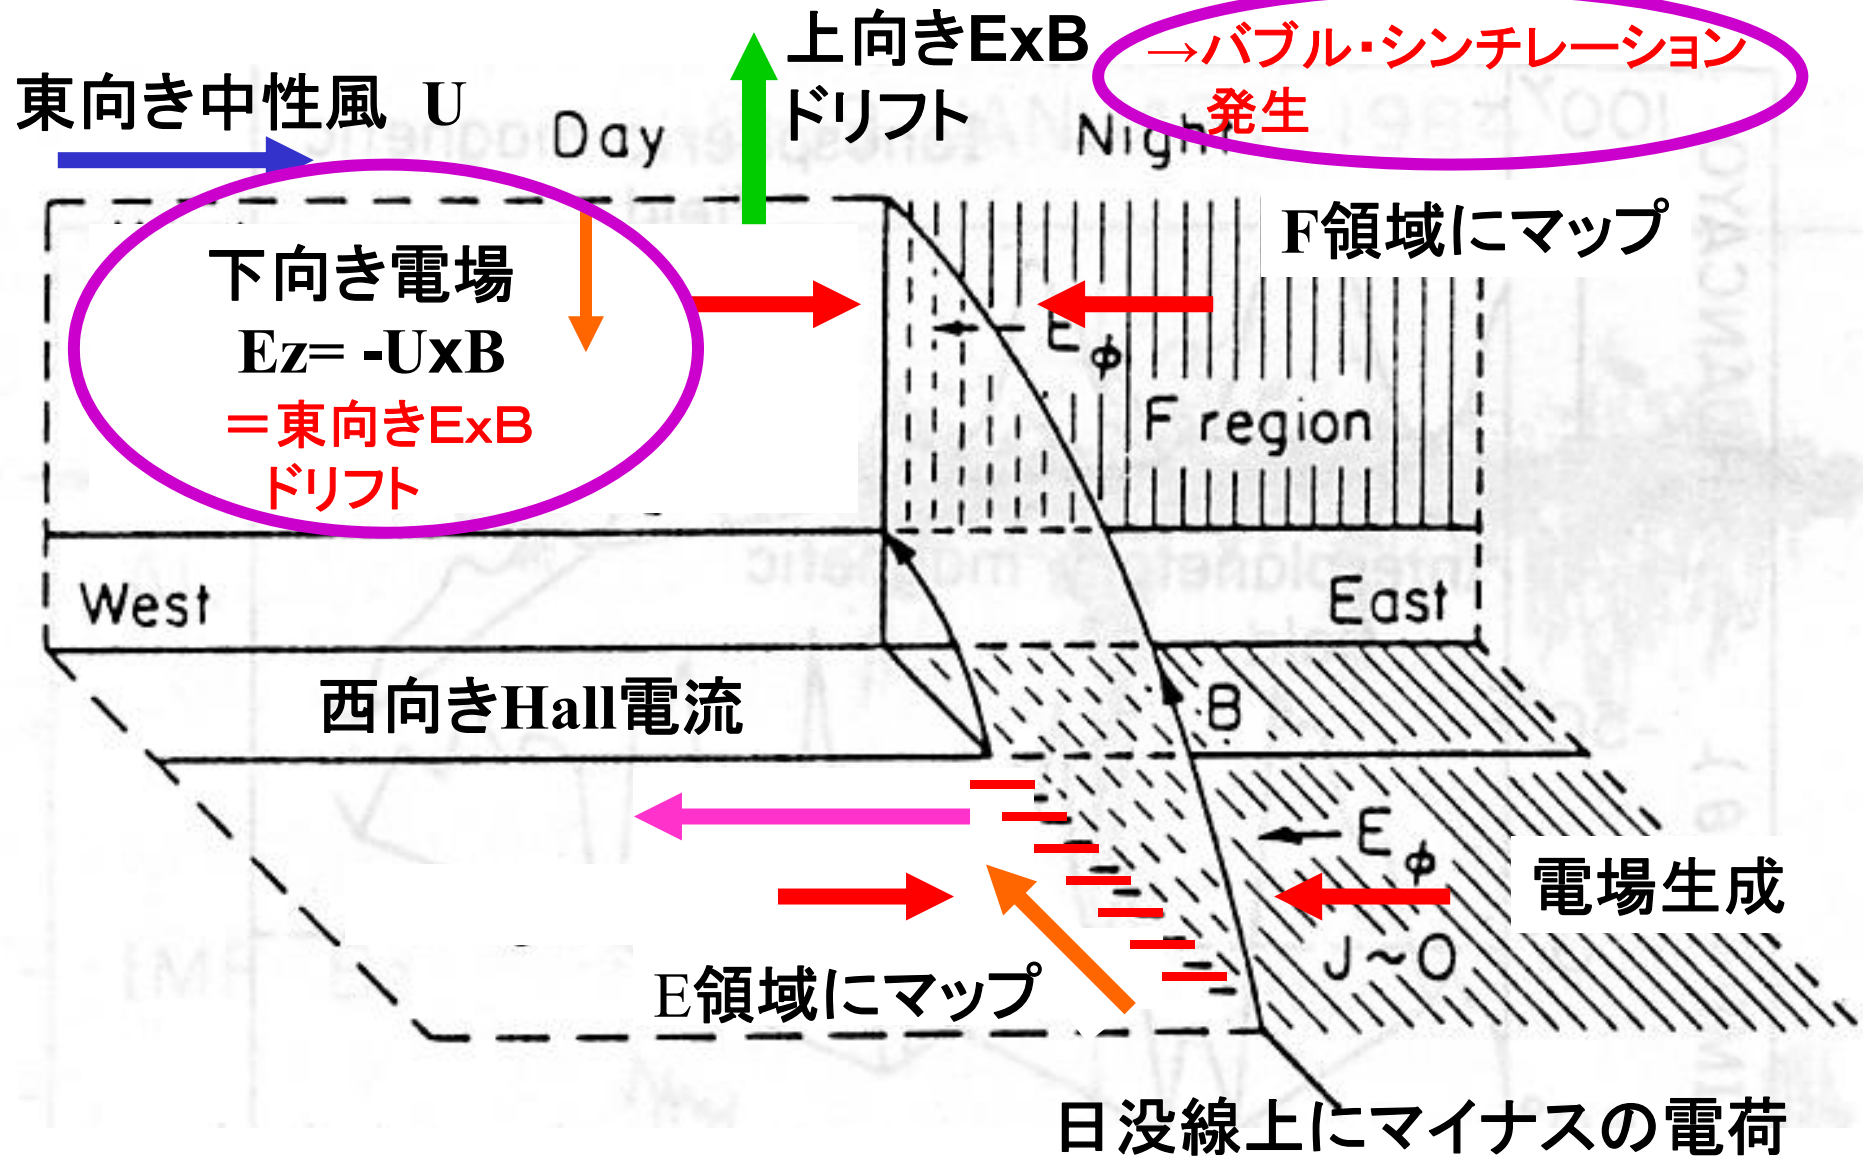 上向きExB
ドリフト
→バブル・シンチレーション
発生
東向き中性風 U
Day
Night
下向き電場
Ez= -UxB
＝東向きExB
ドリフト
F領域にマップ
Eφ
F region
West
East
西向きHall電流
B
Eφ
電場生成
J~0
E領域にマップ
日没線上にマイナスの電荷